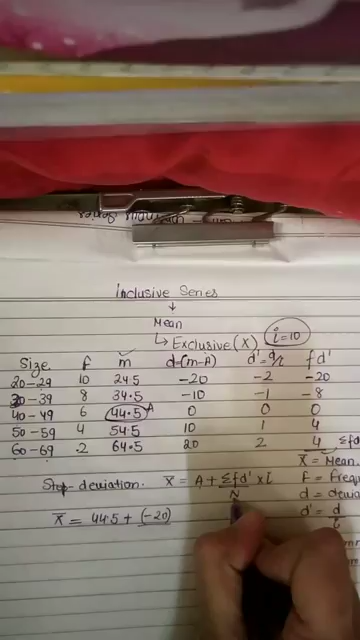 Inclusive Series
↓
Mean
↳ Exclusive (X) i=10
Size f m d=(m-A) d'=d/i fd'
20-29 10 24.5 -20 -2 -20
30-39 8 34.5 -10 -1 -8
40-49 6 44.5 A 0 0 0
50-59 4 54.5 10 1 4
60-69 2 64.5 20 2 4 Σfd
X̅ = Mean
Step deviation. X̅ = A + Σfd' × i
N
f = Freq
d = devia
d' = d
i
X̅ = 44.5 + (-20)